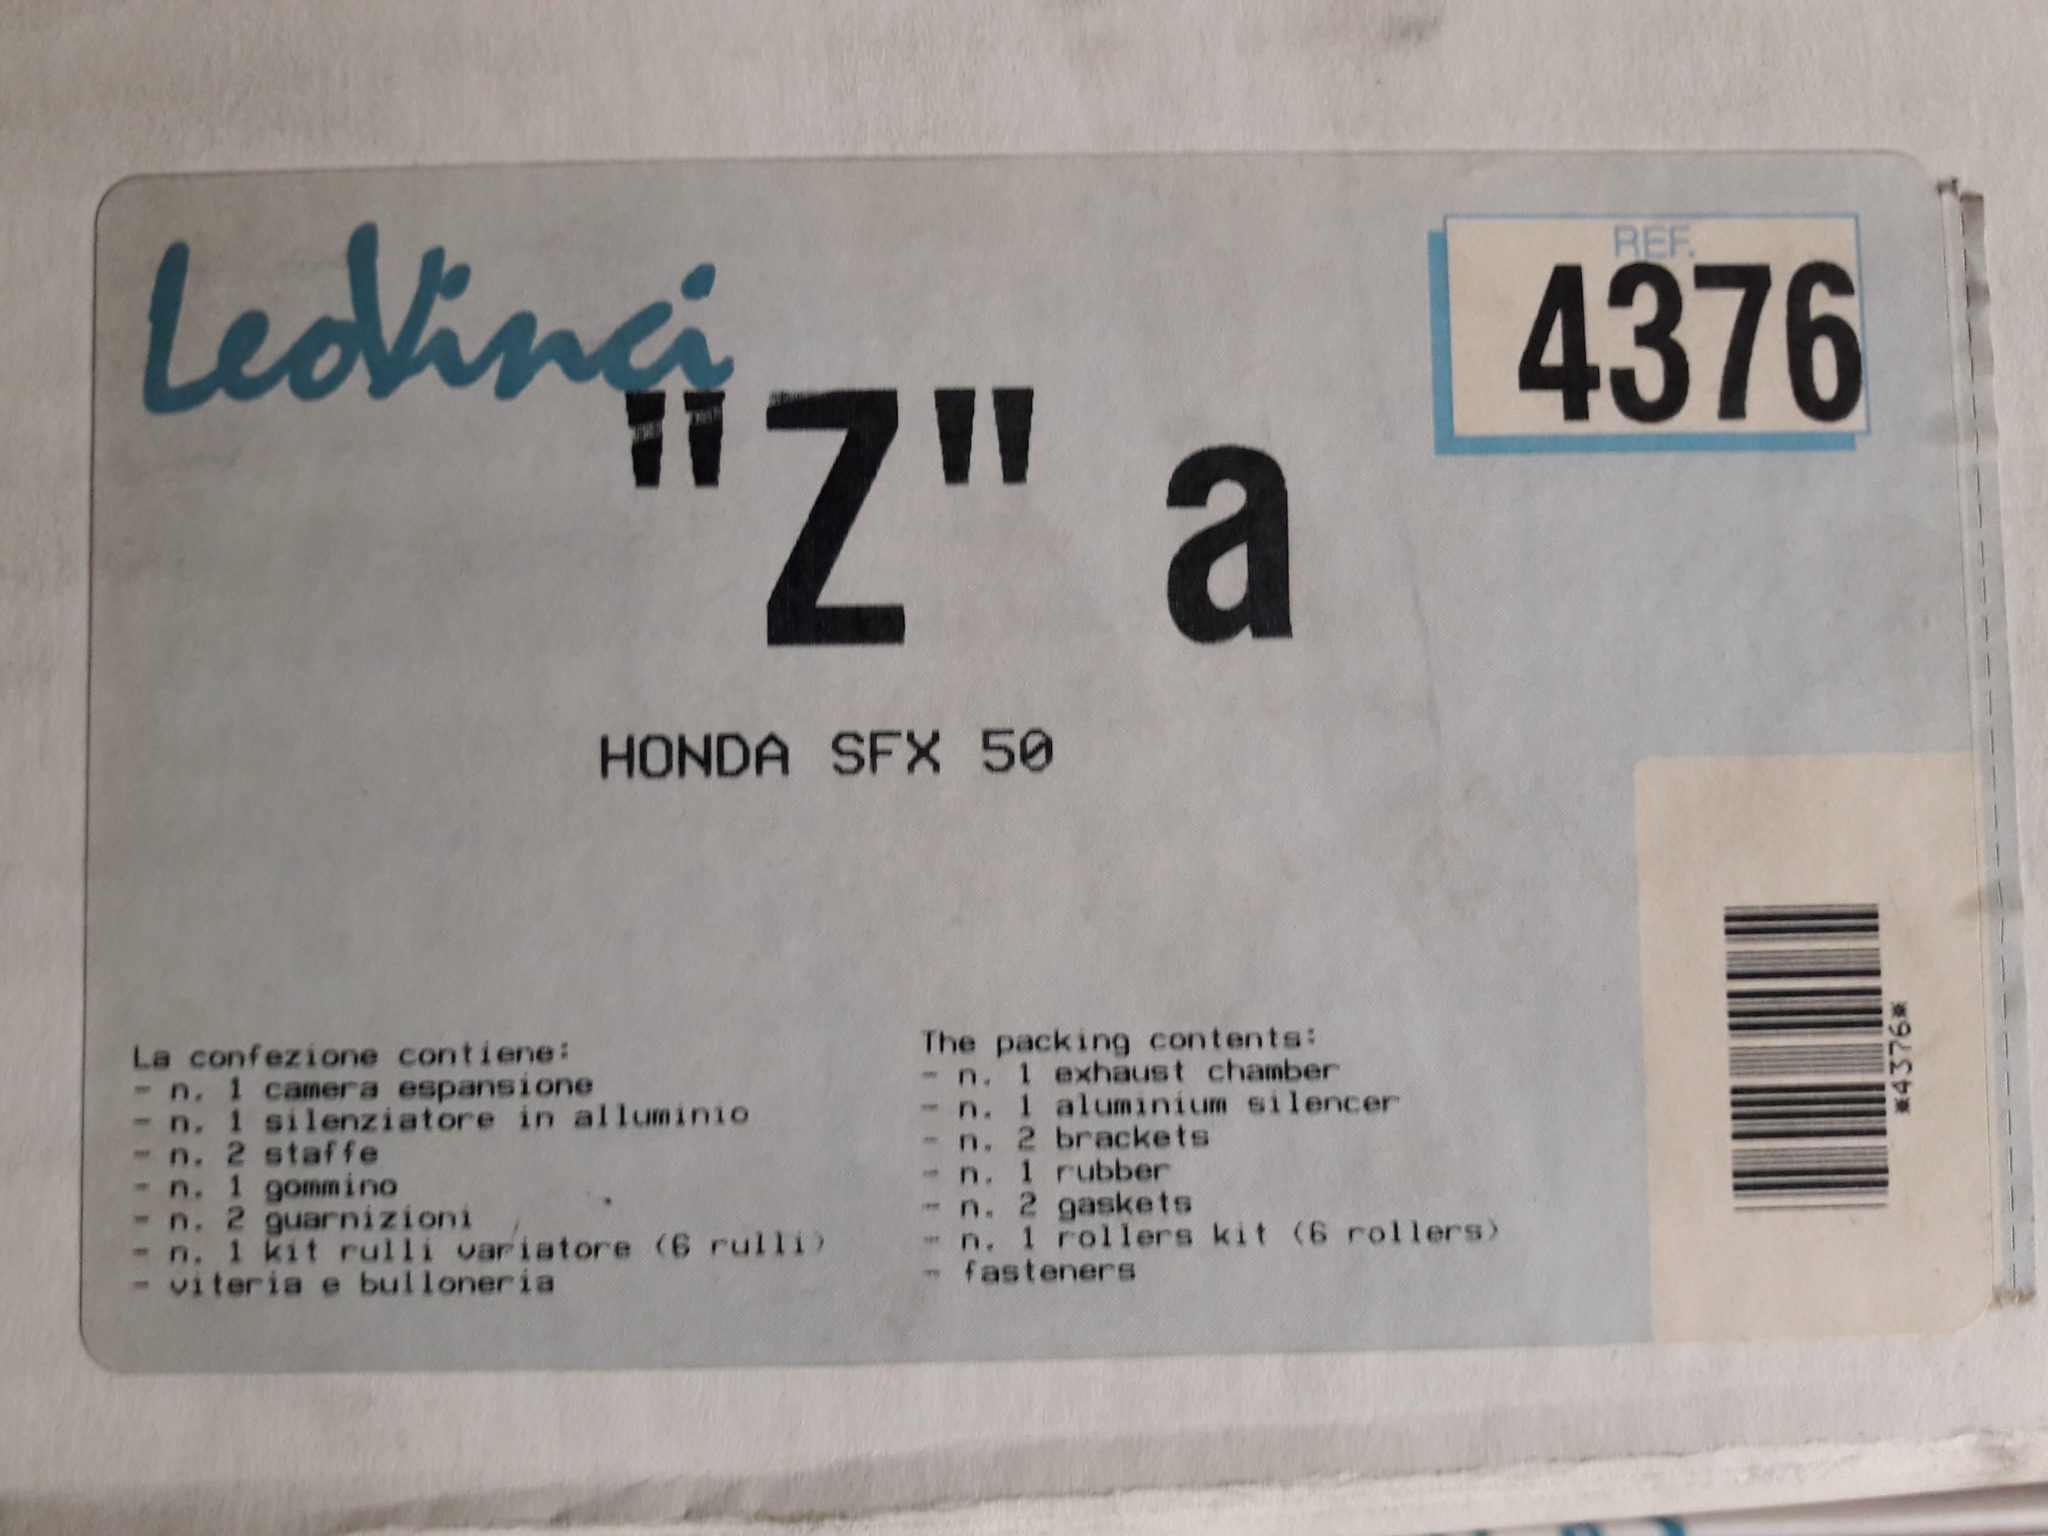 LeoVinci
REF.
4376
"Z" a
HONDA SFX 50
La confezione contiene:
- n. 1 camera espansione
- n. 1 silenziatore in alluminio
- n. 2 staffe
- n. 1 gommino
- n. 2 guarnizioni
- n. 1 kit rulli variatore (6 rulli)
- viteria e bulloneria
The packing contents:
- n. 1 exhaust chamber
- n. 1 aluminium silencer
- n. 2 brackets
- n. 1 rubber
- n. 2 gaskets
- n. 1 rollers kit (6 rollers)
- fasteners
*4376*